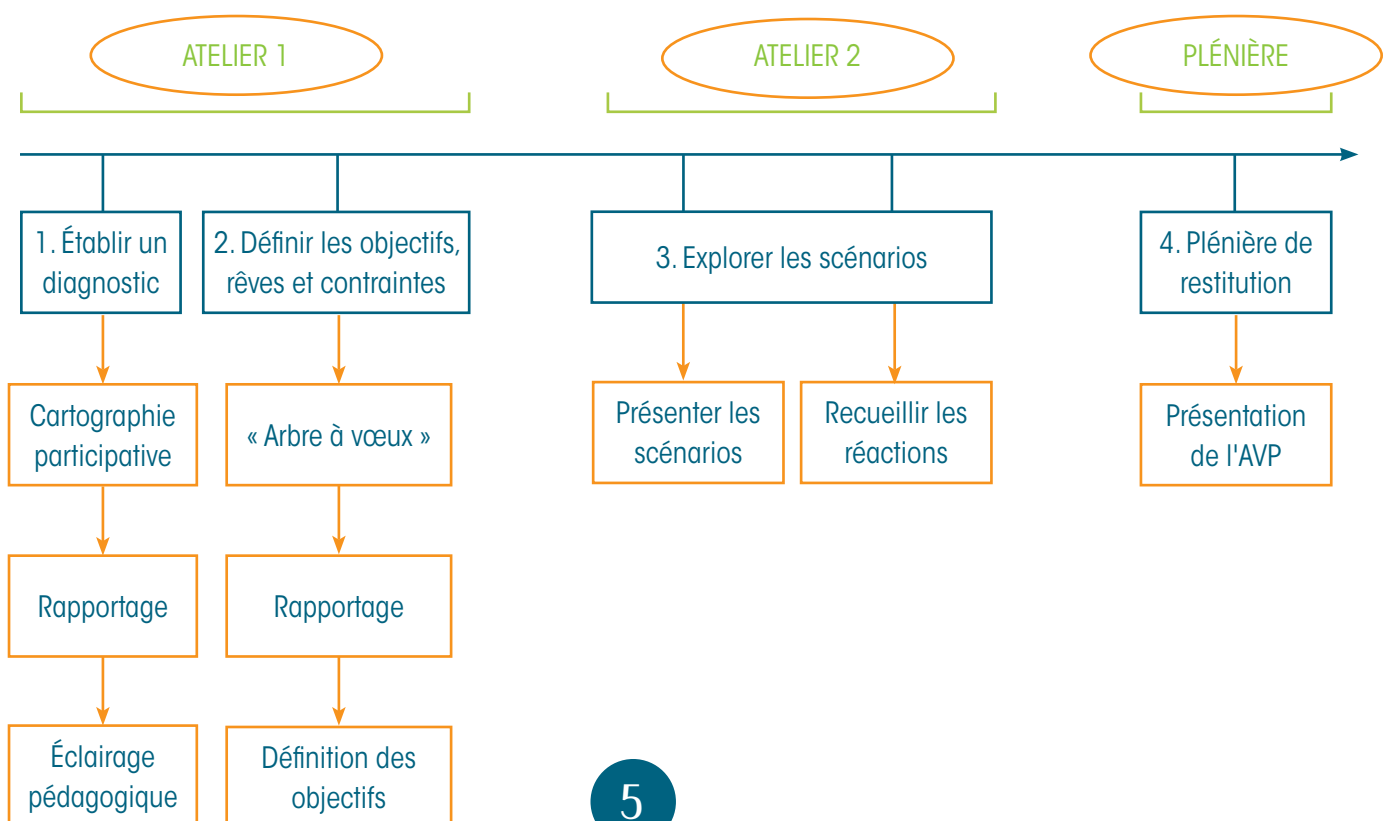 ATELIER 1
ATELIER 2
PLÉNIÈRE
1. Établir un
diagnostic
2. Définir les objectifs,
rêves et contraintes
3. Explorer les scénarios
4. Plénière de
restitution
Cartographie
participative
« Arbre à vœux »
Présenter les
scénarios
Recueillir les
réactions
Présentation
de l'AVP
Rapportage
Rapportage
Éclairage
pédagogique
Définition des
objectifs
5